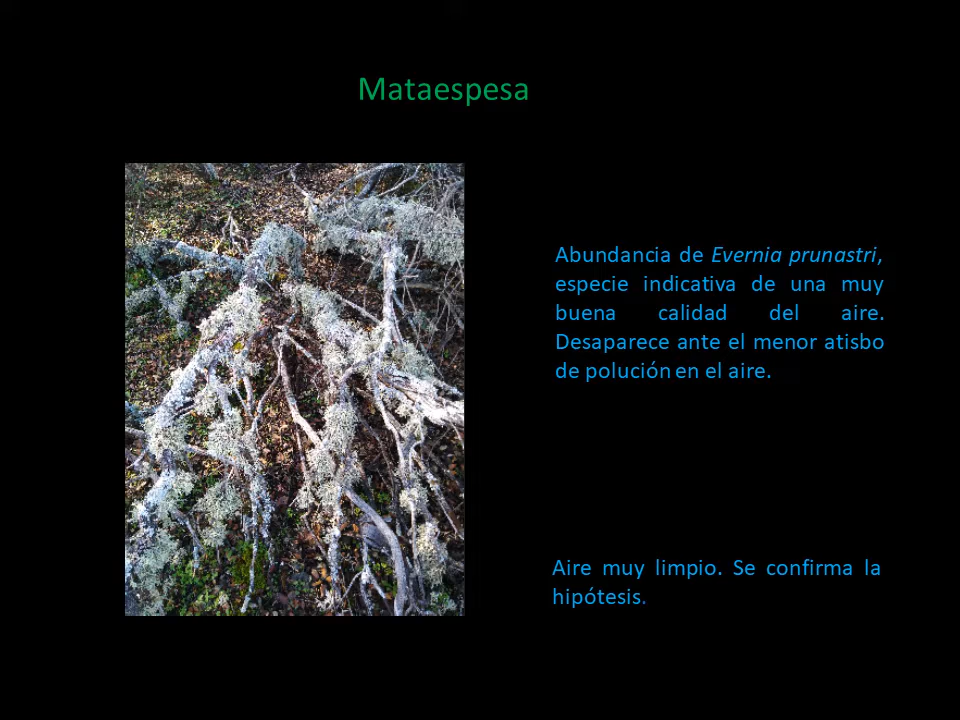 Mataespesa
Abundancia de Evernia prunastri,
especie indicativa de una muy
buena calidad del aire.
Desaparece ante el menor atisbo
de polución en el aire.
Aire muy limpio. Se confirma la
hipótesis.